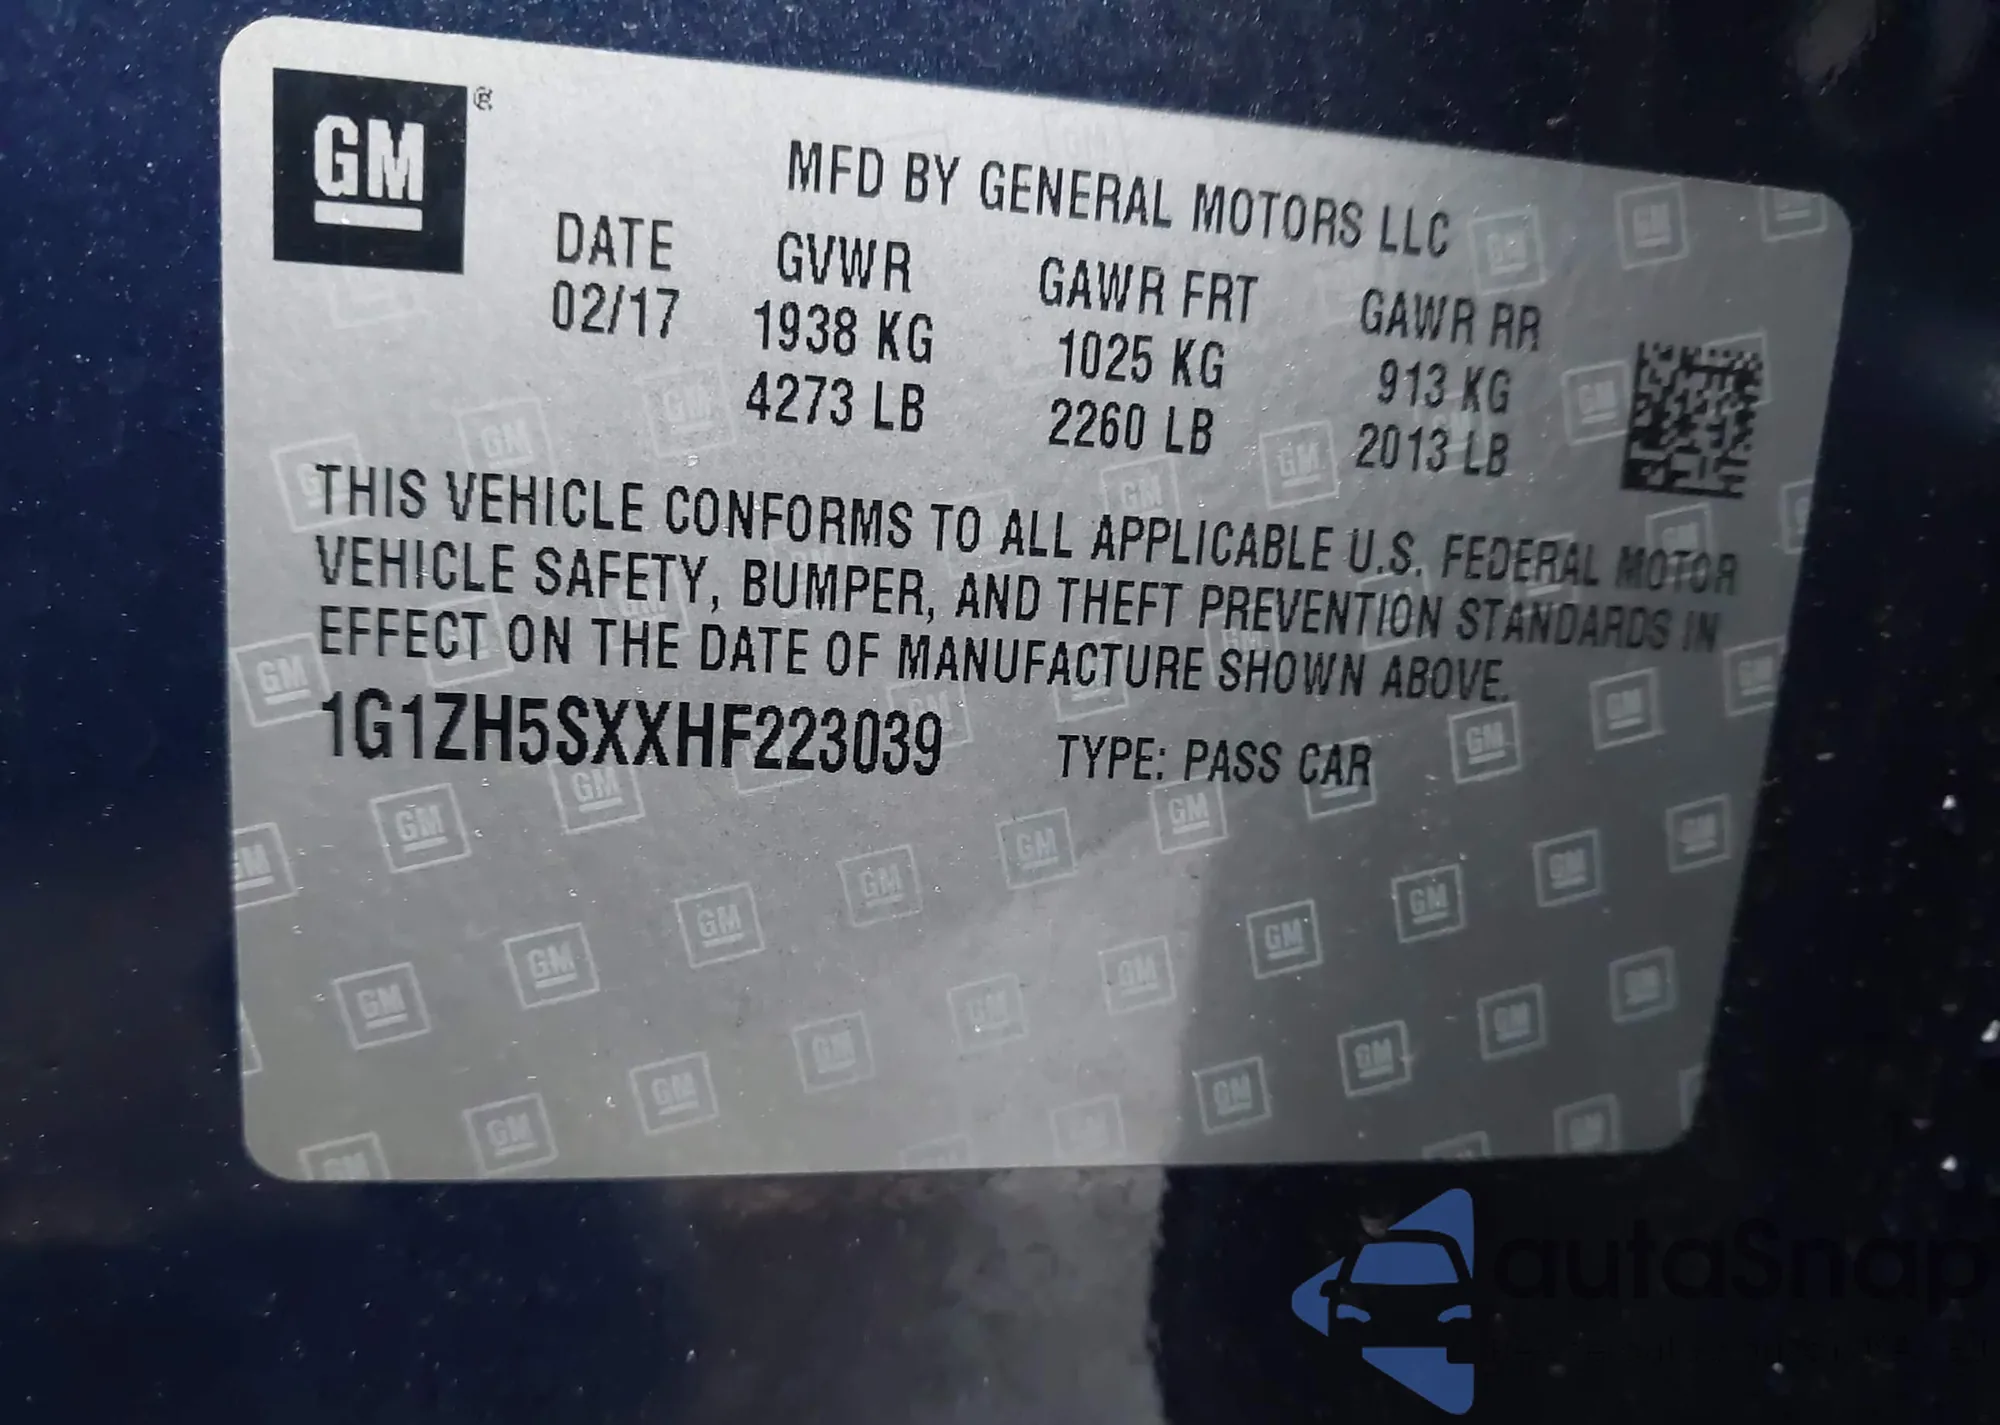 GM
MFD BY GENERAL MOTORS LLC
DATE GVWR GAWR FRT GAWR RR
02/17 1938 KG 1025 KG 913 KG
4273 LB 2260 LB 2013 LB
THIS VEHICLE CONFORMS TO ALL APPLICABLE U.S. FEDERAL MOTOR
VEHICLE SAFETY, BUMPER, AND THEFT PREVENTION STANDARDS IN
EFFECT ON THE DATE OF MANUFACTURE SHOWN ABOVE.
1G1ZH5SXXHF223039 TYPE: PASS CAR
autaSnap